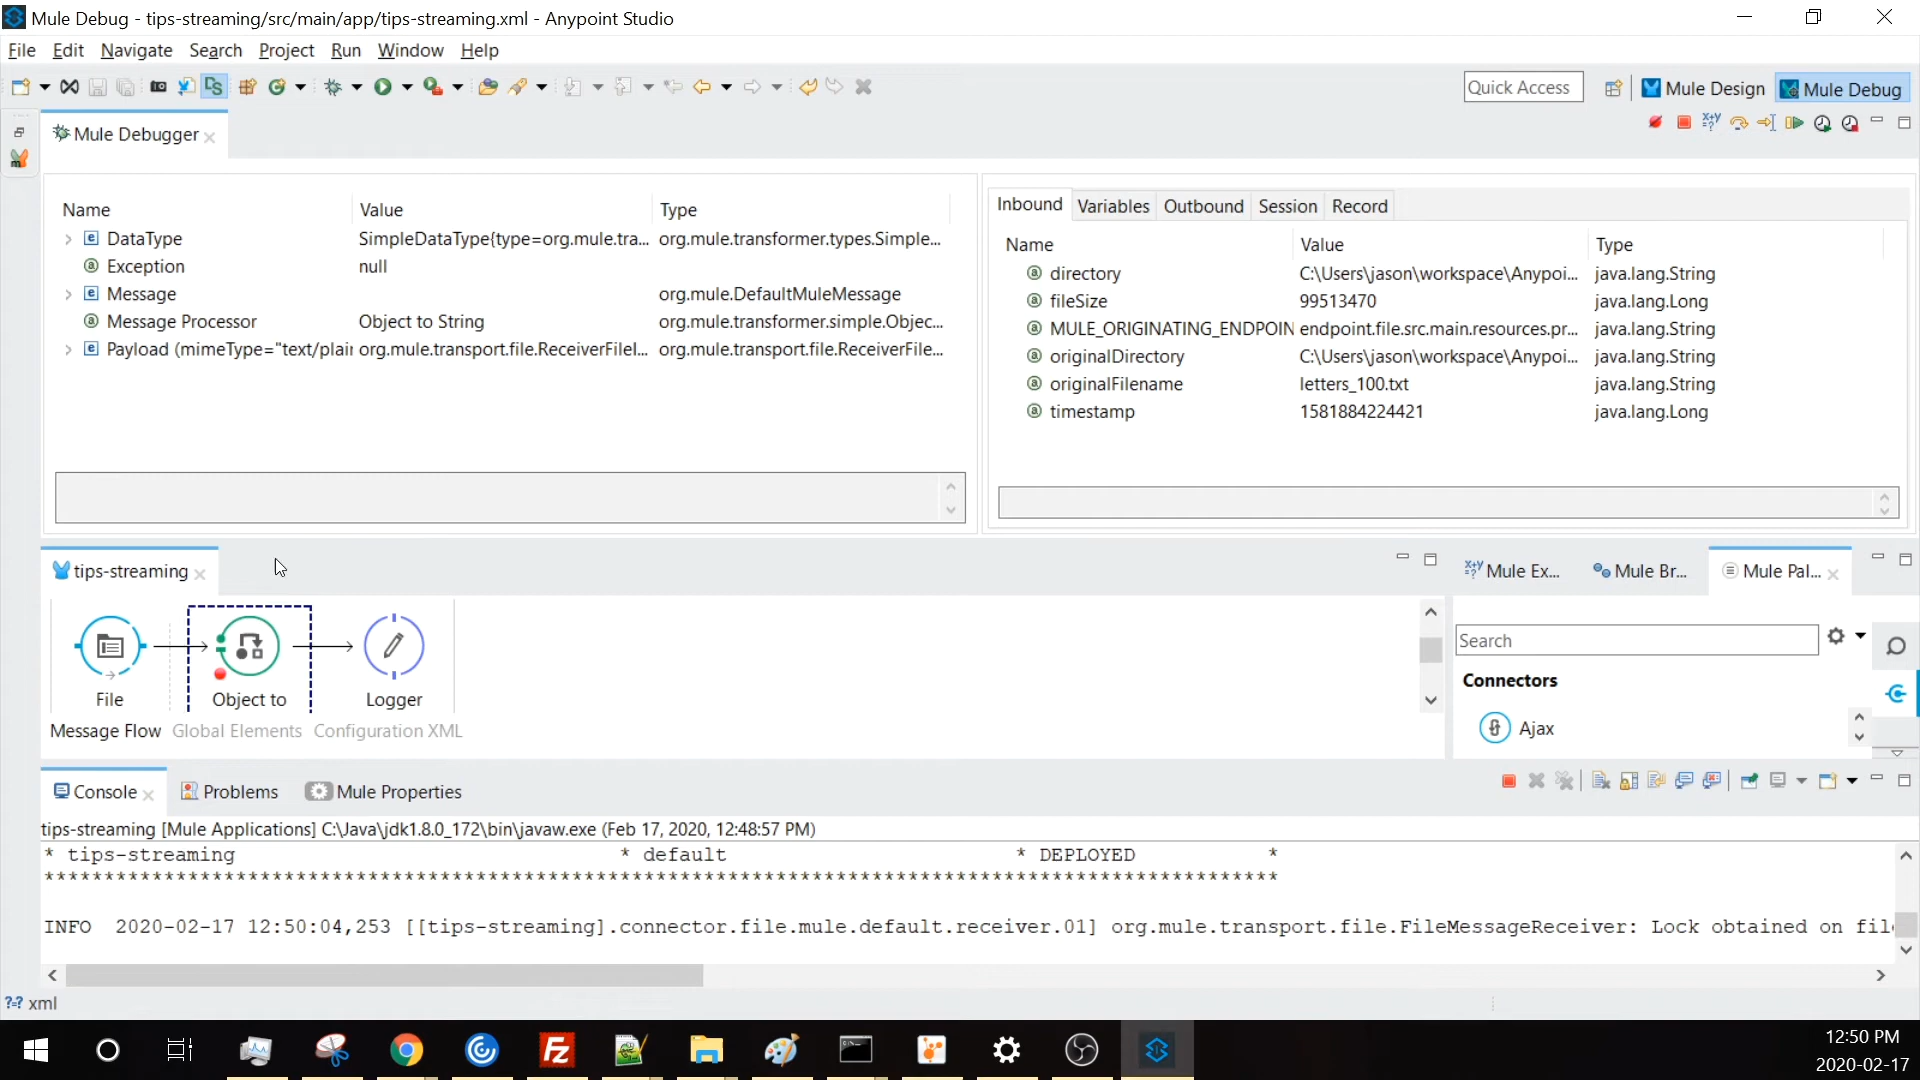 Mule Debug - tips-streaming/src/main/app/tips-streaming.xml - Anypoint Studio
File Edit Navigate Search Project Run Window Help
Quick Access
Mule Design
Mule Debug
Mule Debugger
Name Value Type
DataType SimpleDataType{type=org.mule.tra... org.mule.transformer.types.Simple...
Exception null
Message org.mule.DefaultMuleMessage
Message Processor Object to String org.mule.transformer.simple.Objec...
Payload (mimeType="text/plair org.mule.transport.file.ReceiverFileI... org.mule.transport.file.ReceiverFile...
Inbound Variables Outbound Session Record
Name Value Type
directory C:\Users\jason\workspace\Anypoi... java.lang.String
fileSize 99513470 java.lang.Long
MULE_ORIGINATING_ENDPOIN endpoint.file.src.main.resources.pr... java.lang.String
originalDirectory C:\Users\jason\workspace\Anypoi... java.lang.String
originalFilename letters_100.txt java.lang.String
timestamp 1581884224421 java.lang.Long
tips-streaming
File
Object to
Logger
Message Flow Global Elements Configuration XML
Mule Ex...
Mule Br...
Mule Pal...
Search
Connectors
Ajax
Console
Problems
Mule Properties
tips-streaming [Mule Applications] C:\Java\jdk1.8.0_172\bin\javaw.exe (Feb 17, 2020, 12:48:57 PM)
* tips-streaming * default * DEPLOYED *
*******************************************************************************************************
INFO 2020-02-17 12:50:04,253 [[tips-streaming].connector.file.mule.default.receiver.01] org.mule.transport.file.FileMessageReceiver: Lock obtained on fil
xml
12:50 PM
2020-02-17